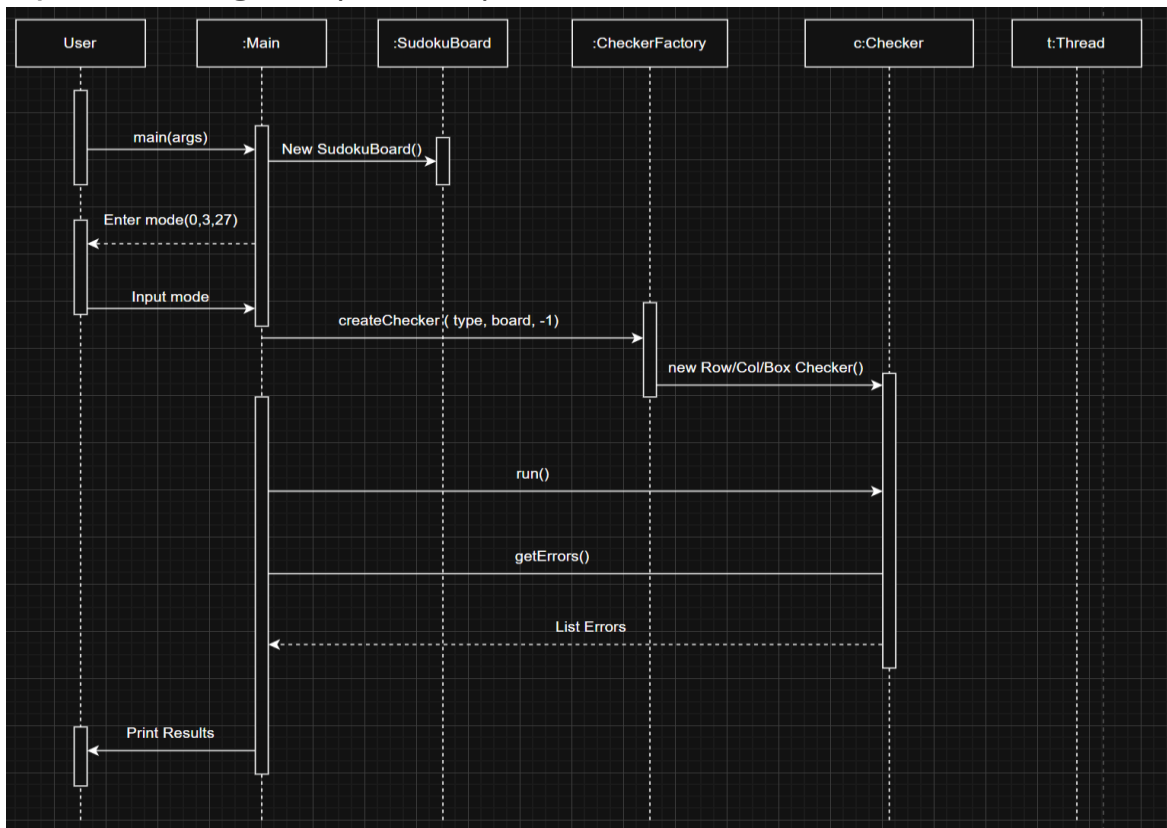 User
:Main
:SudokuBoard
:CheckerFactory
c:Checker
t:Thread
main(args)
New SudokuBoard()
Enter mode(0,3,27)
Input mode
createChecker ( type, board, -1)
new Row/Col/Box Checker()
run()
getErrors()
List Errors
Print Results